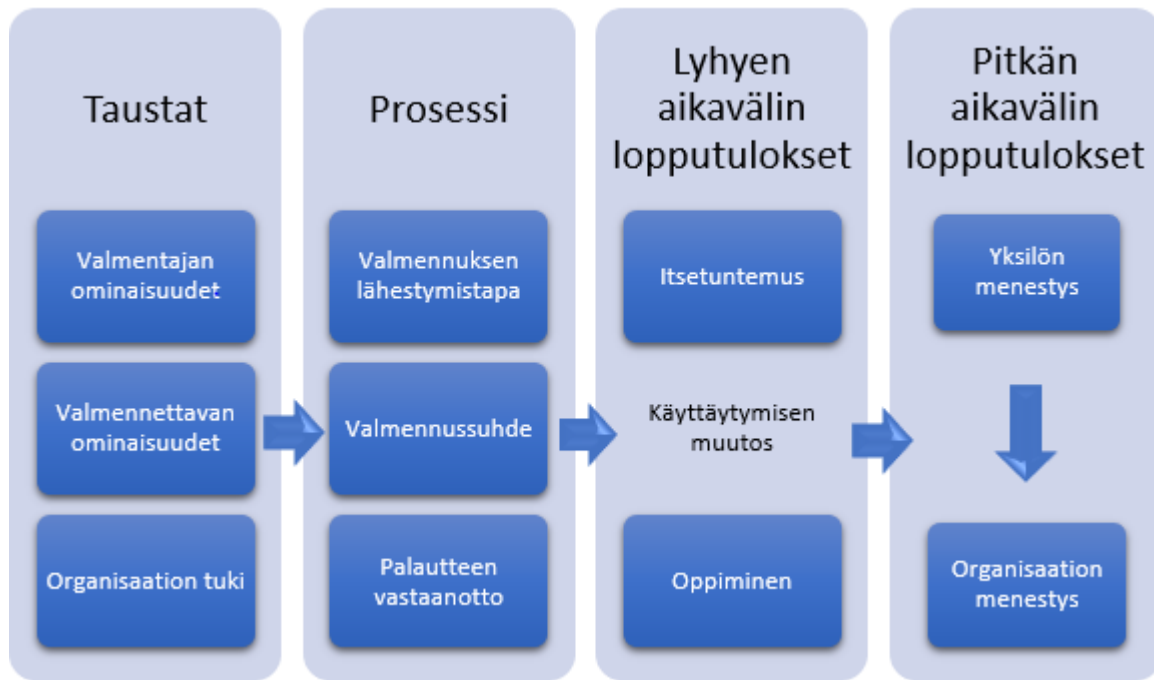 Taustat
Valmentajan
ominaisuudet
Valmennettavan
ominaisuudet
Organisaation tuki
Prosessi
Valmennuksen
lähestymistapa
Valmennussuhde
Palautteen
vastaanotto
Lyhyen
aikavälin
lopputulokset
Itsetuntemus
Käyttäytymisen
muutos
Oppiminen
Pitkän
aikavälin
lopputulokset
Yksilön
menestys
Organisaation
menestys